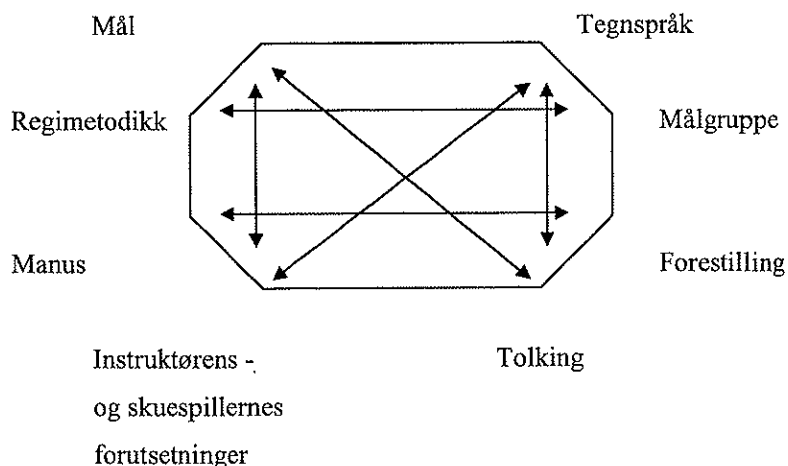 Mål
Tegnspråk
Regimetodikk
Målgruppe
Manus
Forestilling
Instruktørens -
og skuespillernes
forutsetninger
Tolking